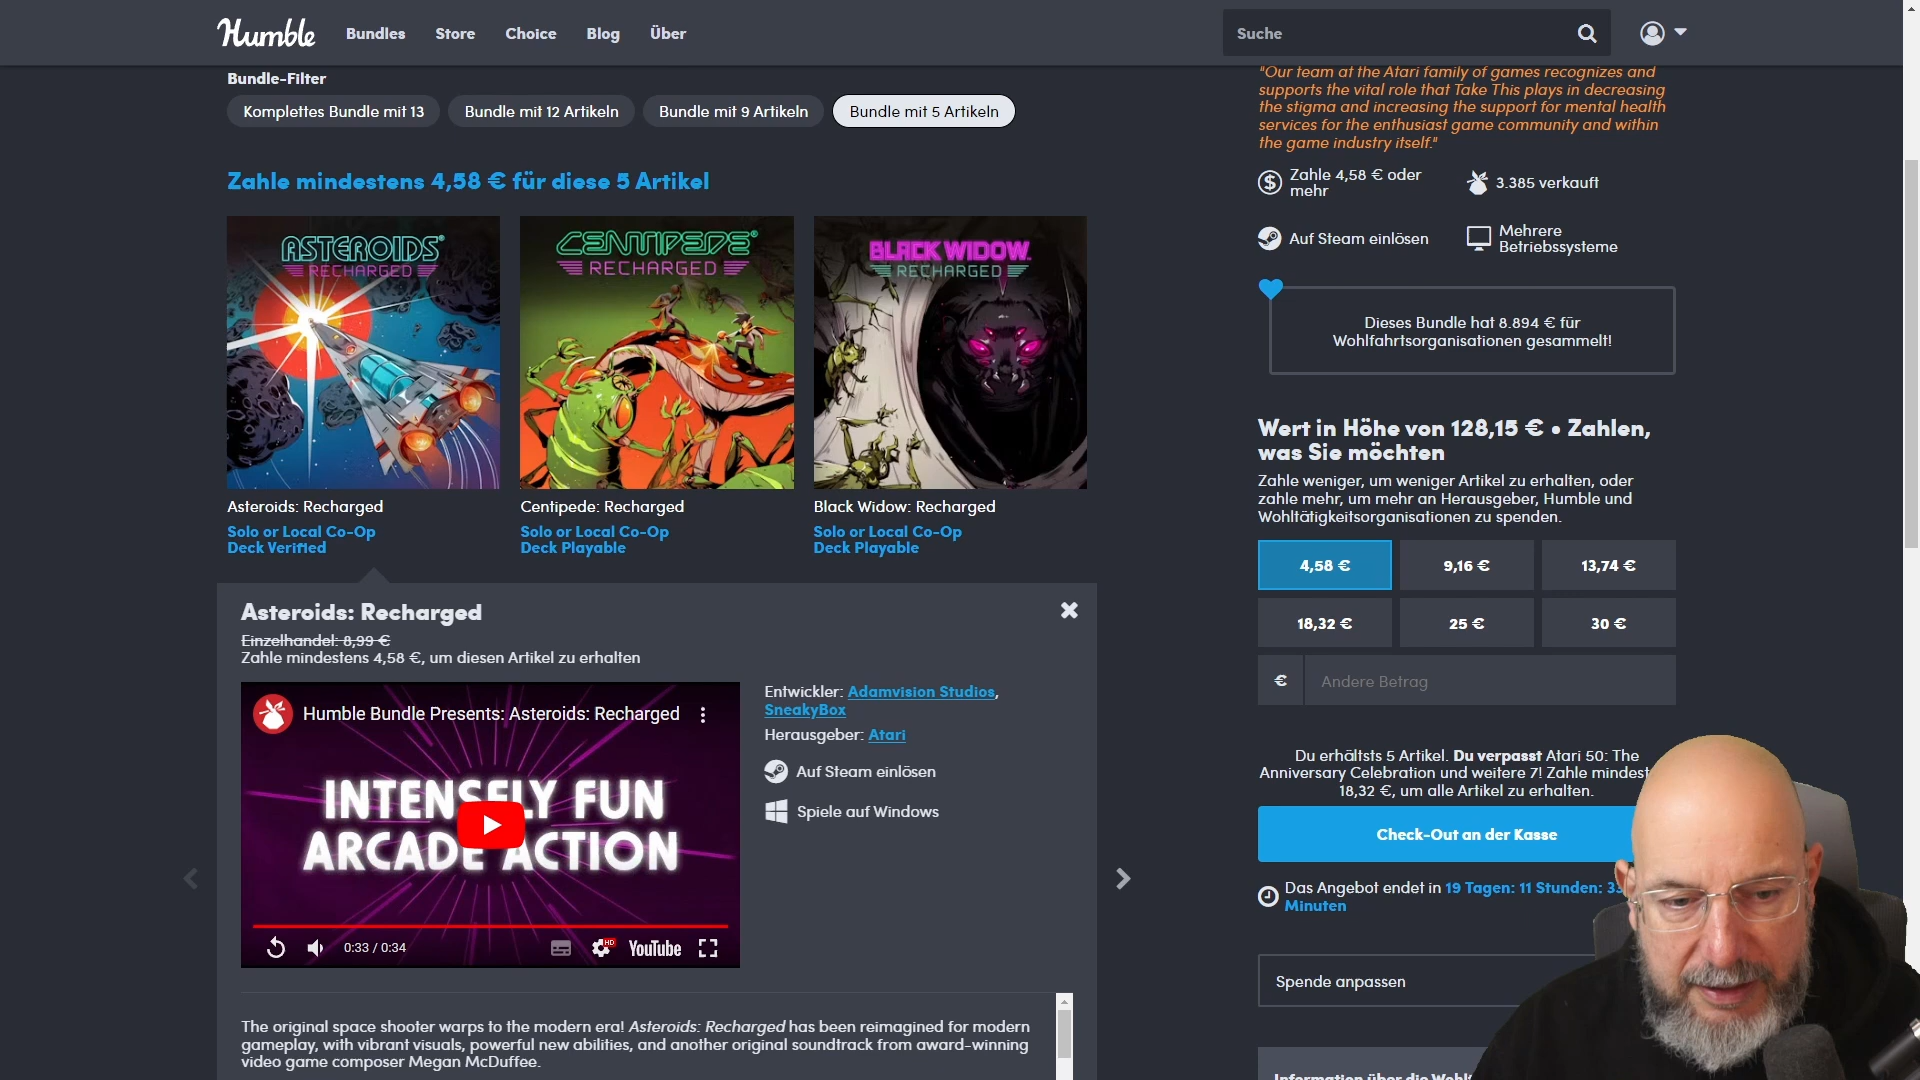 Humble
Bundles
Store
Choice
Blog
Über
Suche
Bundle-Filter
Komplettes Bundle mit 13
Bundle mit 12 Artikeln
Bundle mit 9 Artikeln
Bundle mit 5 Artikeln
Zahle mindestens 4,58 € für diese 5 Artikel
ASTEROIDS®
RECHARGED
CENTIPEDE®
RECHARGED
BLACK WIDOW
RECHARGED
Asteroids: Recharged
Solo or Local Co-Op
Deck Verified
Centipede: Recharged
Solo or Local Co-Op
Deck Playable
Black Widow: Recharged
Solo or Local Co-Op
Deck Playable
Asteroids: Recharged
Einzelhandel: 8,99 €
Zahle mindestens 4,58 €, um diesen Artikel zu erhalten
Humble Bundle Presents: Asteroids: Recharged
INTENSELY FUN
ARCADE ACTION
0:33 / 0:34
HD
YouTube
Entwickler: Adamvision Studios,
SneakyBox
Herausgeber: Atari
Auf Steam einlösen
Spiele auf Windows
The original space shooter warps to the modern era! Asteroids: Recharged has been reimagined for modern
gameplay, with vibrant visuals, powerful new abilities, and another original soundtrack from award-winning
video game composer Megan McDuffee.
"Our team at the Atari family of games recognizes and
supports the vital role that Take This plays in decreasing
the stigma and increasing the support for mental health
services for the enthusiast game community and within
the game industry itself."
Zahle 4,58 € oder
mehr
3.385 verkauft
Auf Steam einlösen
Mehrere
Betriebssysteme
Dieses Bundle hat 8.894 € für
Wohlfahrtsorganisationen gesammelt!
Wert in Höhe von 128,15 € • Zahlen,
was Sie möchten
Zahle weniger, um weniger Artikel zu erhalten, oder
zahle mehr, um mehr an Herausgeber, Humble und
Wohltätigkeitsorganisationen zu spenden.
4,58 €
9,16 €
13,74 €
18,32 €
25 €
30 €
€
Andere Betrag
Du erhältsts 5 Artikel. Du verpasst Atari 50: The
Anniversary Celebration und weitere 7! Zahle mindest
18,32 €, um alle Artikel zu erhalten.
Check-Out an der Kasse
Das Angebot endet in 19 Tagen: 11 Stunden:
Minuten
Spende anpassen
Information über die